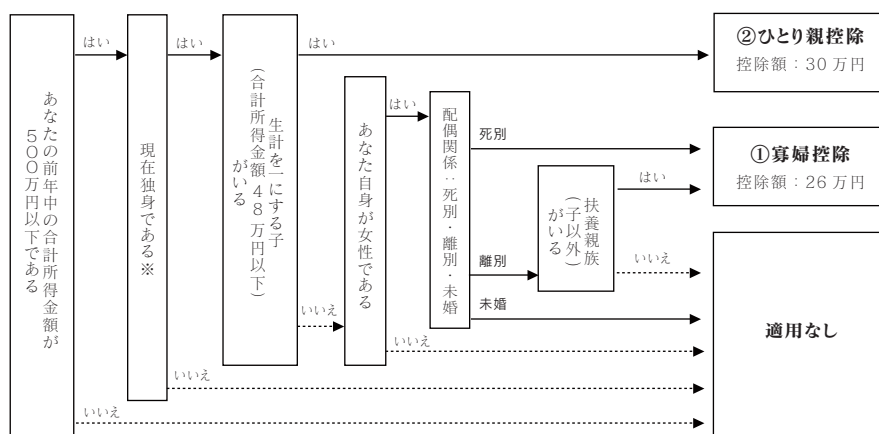 あなたの前年中の合計所得金額が
500万円以下である
はい
いいえ
現在独身である※
はい
いいえ
生計を一にする子
(合計所得金額48万円以下)
がいる
はい
いいえ
あなた自身が女性である
はい
いいえ
配偶関係:死別・離別・未婚
死別
離別
未婚
扶養親族
(子以外)
がいる
はい
いいえ
②ひとり親控除
控除額:30万円
①寡婦控除
控除額:26万円
適用なし